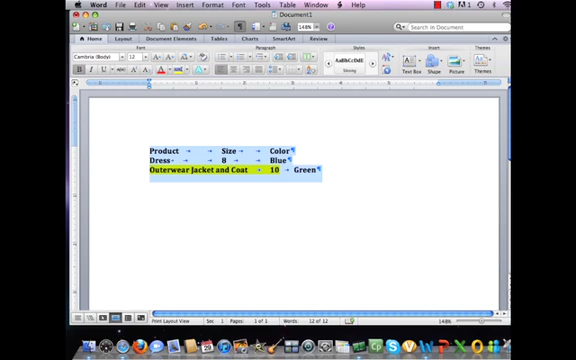 Word File Edit View Insert Format Font Tools Table Window Help
Document1
148%
Search in Document
Home Layout Document Elements Tables Charts SmartArt Review
Font Paragraph Styles Insert Themes
Cambria (Body) 12
AaBbCcDdEe
Strong
Text Box Shape Picture Themes
Product Size Color
Dress 8 Blue
Outerwear Jacket and Coat 10 Green
Print Layout View Sec 1 Pages: 1 of 1 Words: 12 of 12 148%